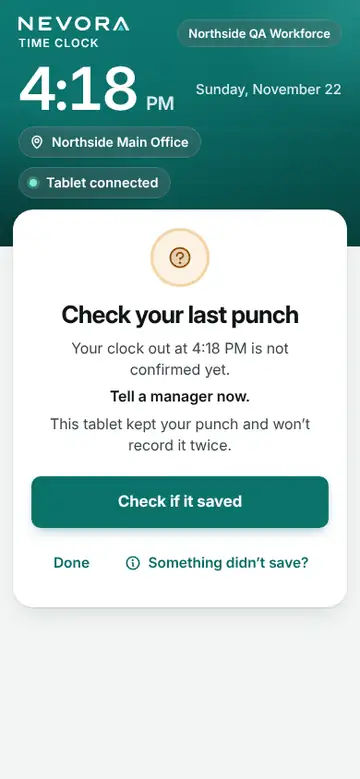 NEVORA
TIME CLOCK
Northside QA Workforce
4:18 PM
Sunday, November 22
Northside Main Office
Tablet connected
Check your last punch
Your clock out at 4:18 PM is not
confirmed yet.
Tell a manager now.
This tablet kept your punch and won’t
record it twice.
Check if it saved
Done
Something didn’t save?